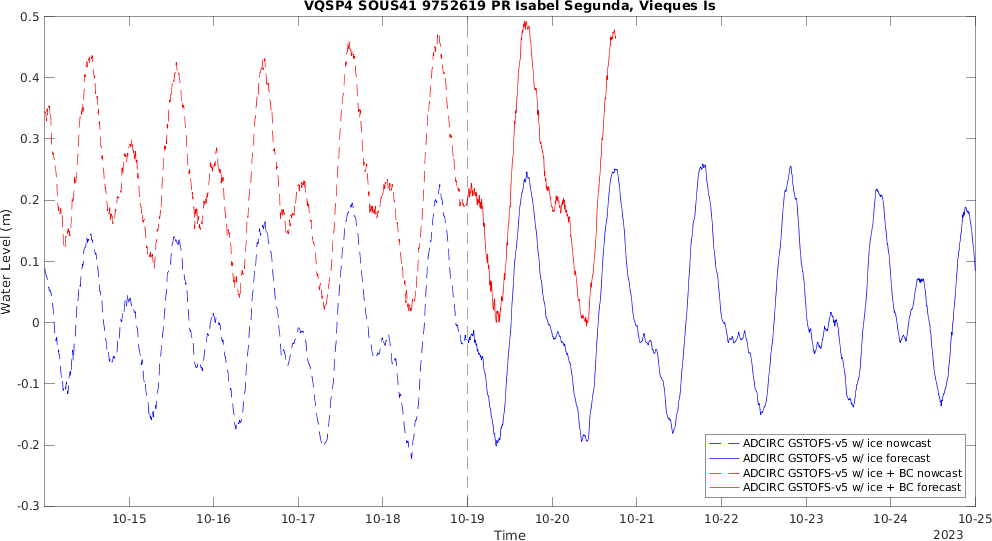 VQSP4 SOUS41 9752619 PR Isabel Segunda, Vieques Is
0.5
0.4
0.3
0.2
0.1
0
-0.1
-0.2
-0.3
Water Level (m)
10-15 10-16 10-17 10-18 10-19 10-20 10-21 10-22 10-23 10-24 10-25
Time
2023
ADCIRC GSTOFS-v5 w/ ice nowcast
ADCIRC GSTOFS-v5 w/ ice forecast
ADCIRC GSTOFS-v5 w/ ice + BC nowcast
ADCIRC GSTOFS-v5 w/ ice + BC forecast